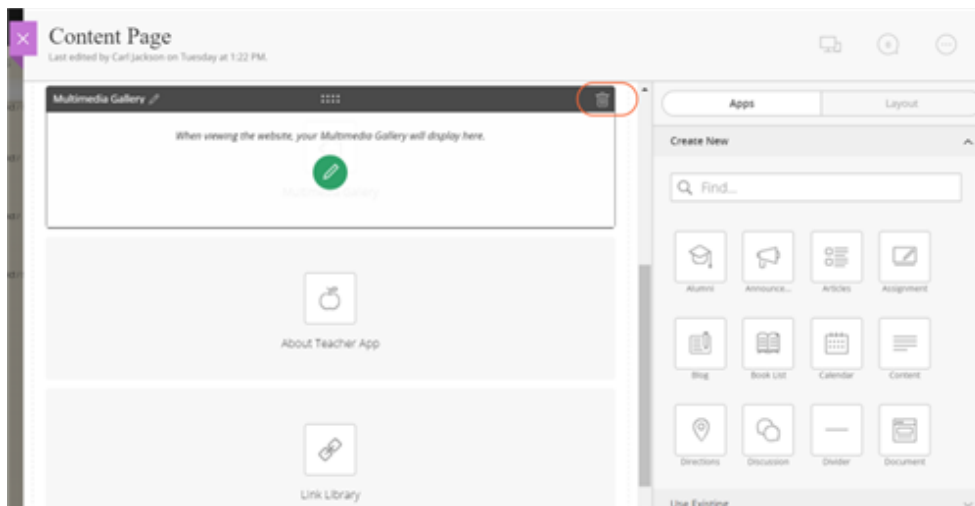 Content Page
Last edited by Carl Jackson on Tuesday at 1:22 PM.
Multimedia Gallery
When viewing the website, your Multimedia Gallery will display here.
Multimedia Gallery
About Teacher App
Link Library
Apps
Layout
Create New
Find...
Alumni
Announce...
Articles
Assignment
Blog
Book List
Calendar
Content
Directions
Discussion
Divider
Document
Use Existing